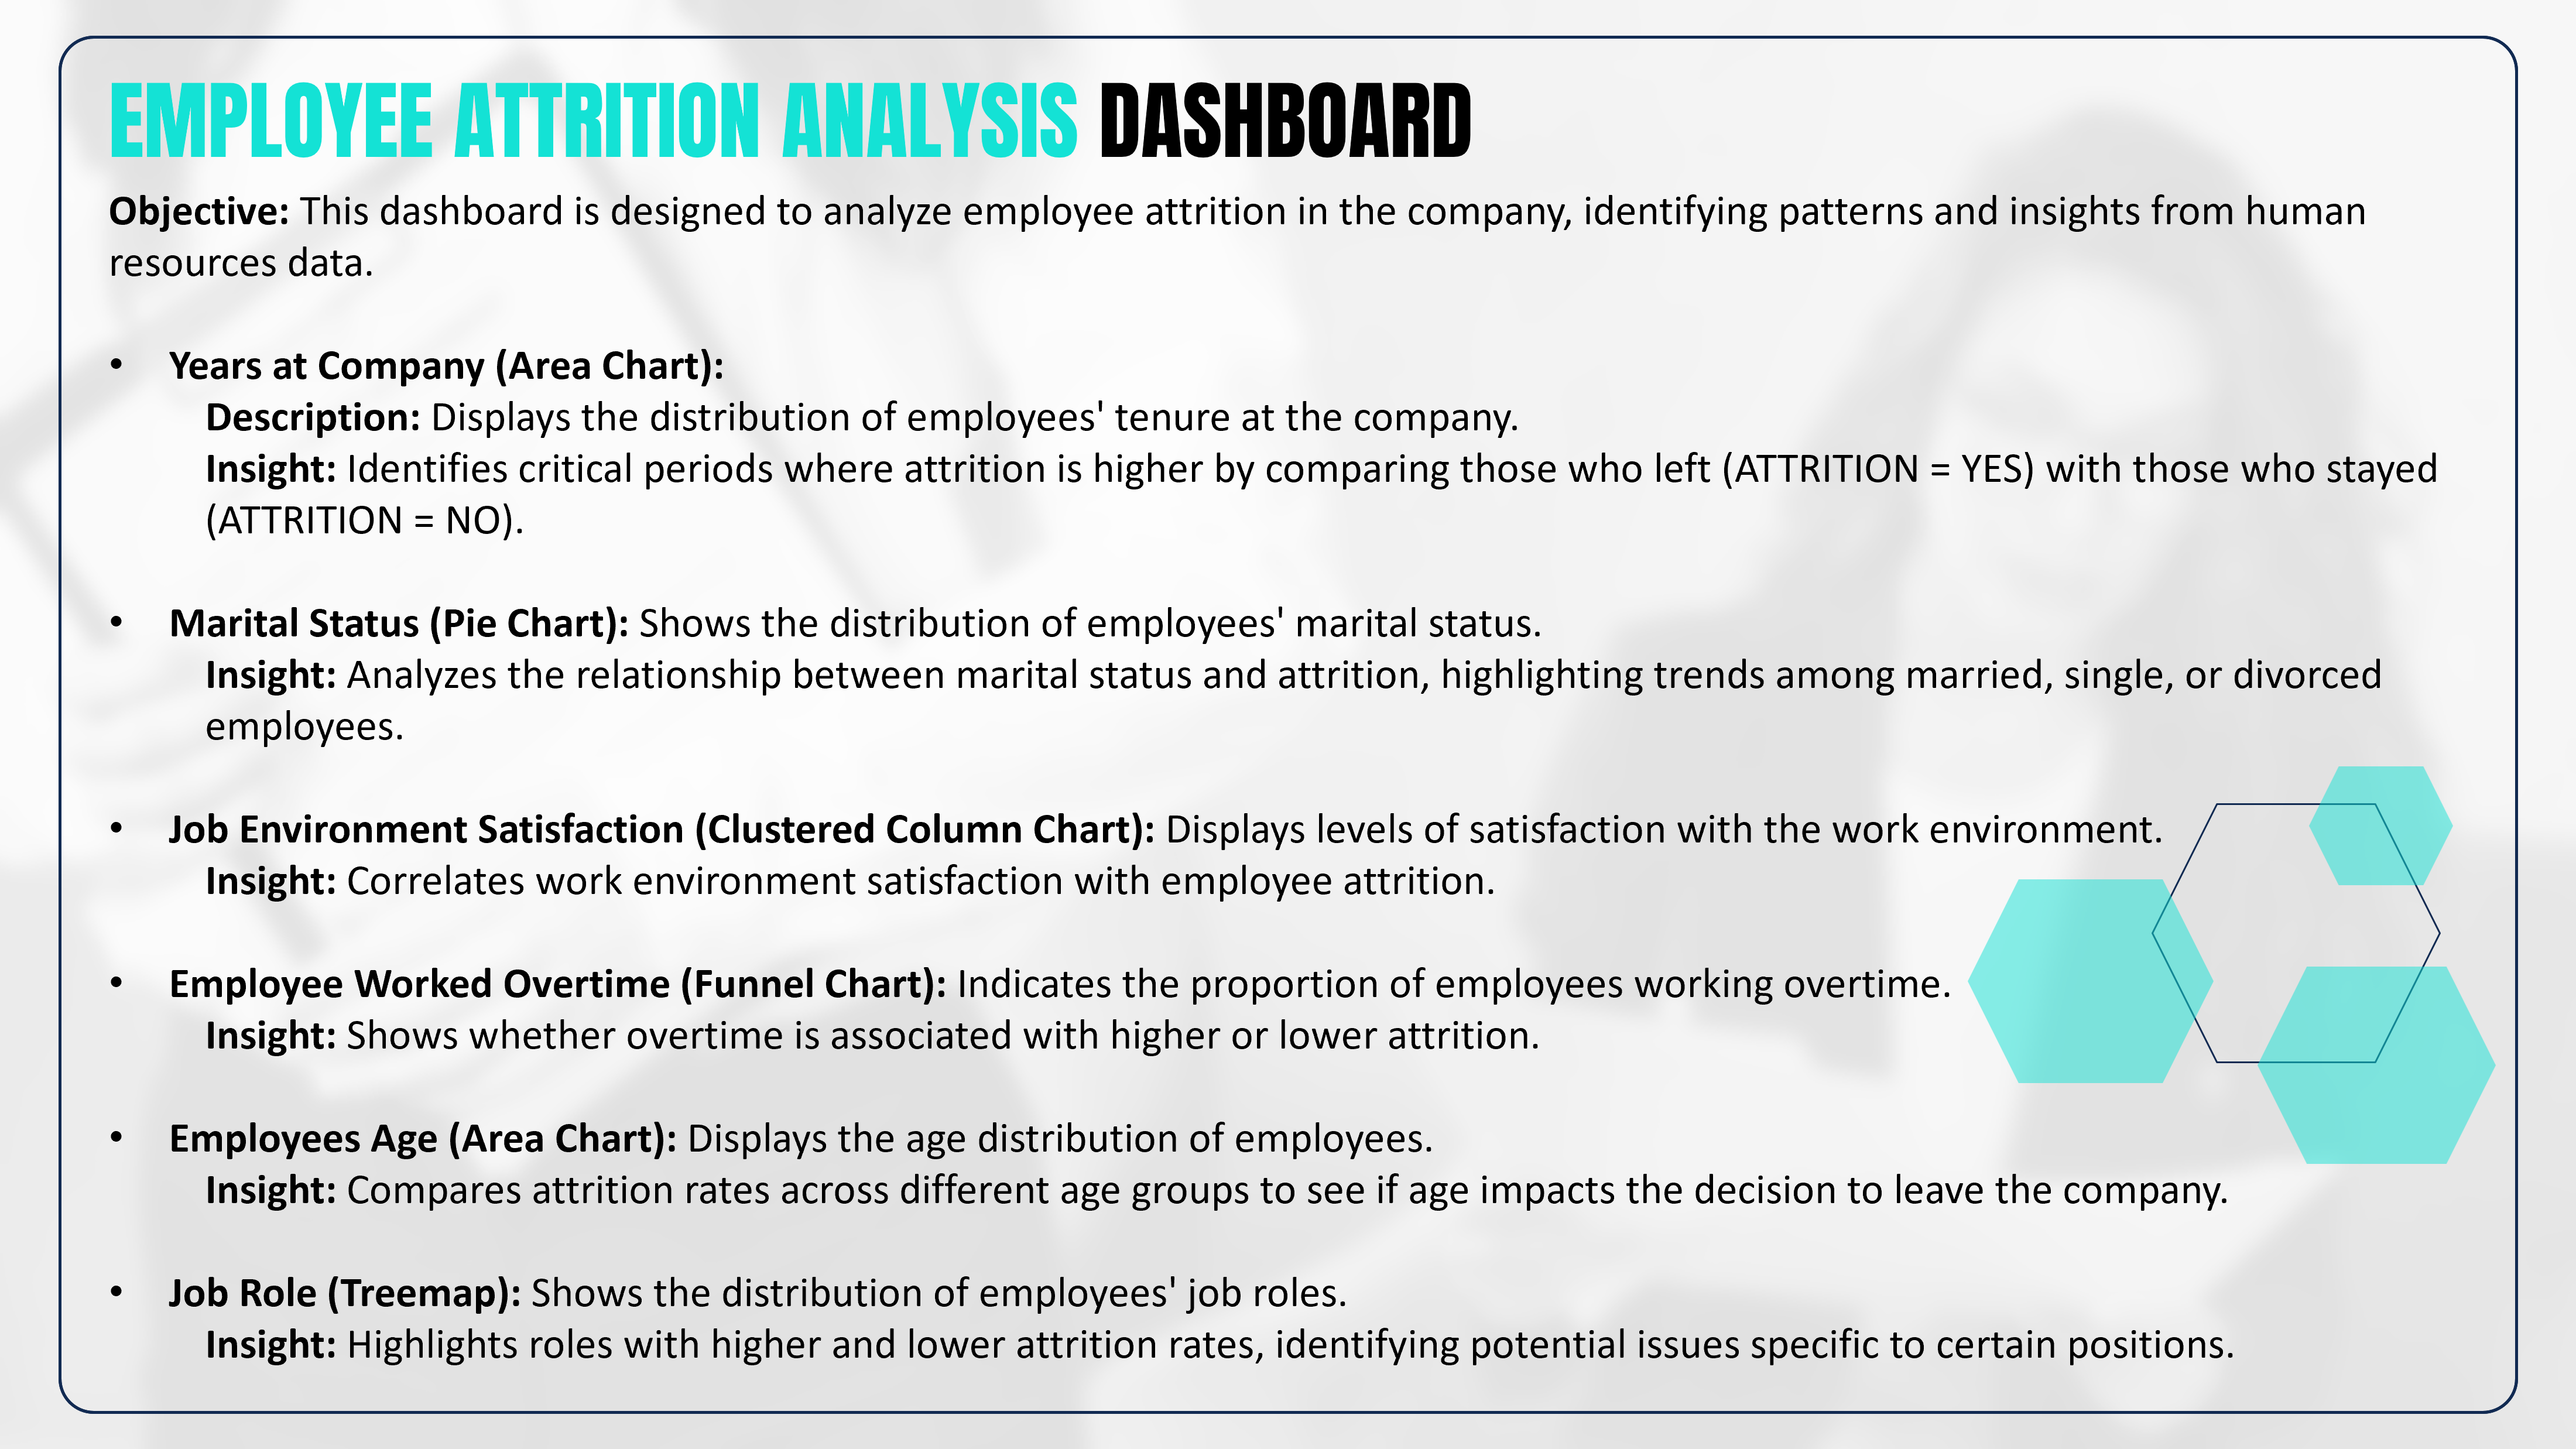 EMPLOYEE ATTRITION ANALYSIS DASHBOARD
Objective: This dashboard is designed to analyze employee attrition in the company, identifying patterns and insights from human
resources data.
• Years at Company (Area Chart):
Description: Displays the distribution of employees' tenure at the company.
Insight: Identifies critical periods where attrition is higher by comparing those who left (ATTRITION = YES) with those who stayed
(ATTRITION = NO).
• Marital Status (Pie Chart): Shows the distribution of employees' marital status.
Insight: Analyzes the relationship between marital status and attrition, highlighting trends among married, single, or divorced
employees.
• Job Environment Satisfaction (Clustered Column Chart): Displays levels of satisfaction with the work environment.
Insight: Correlates work environment satisfaction with employee attrition.
• Employee Worked Overtime (Funnel Chart): Indicates the proportion of employees working overtime.
Insight: Shows whether overtime is associated with higher or lower attrition.
• Employees Age (Area Chart): Displays the age distribution of employees.
Insight: Compares attrition rates across different age groups to see if age impacts the decision to leave the company.
• Job Role (Treemap): Shows the distribution of employees' job roles.
Insight: Highlights roles with higher and lower attrition rates, identifying potential issues specific to certain positions.